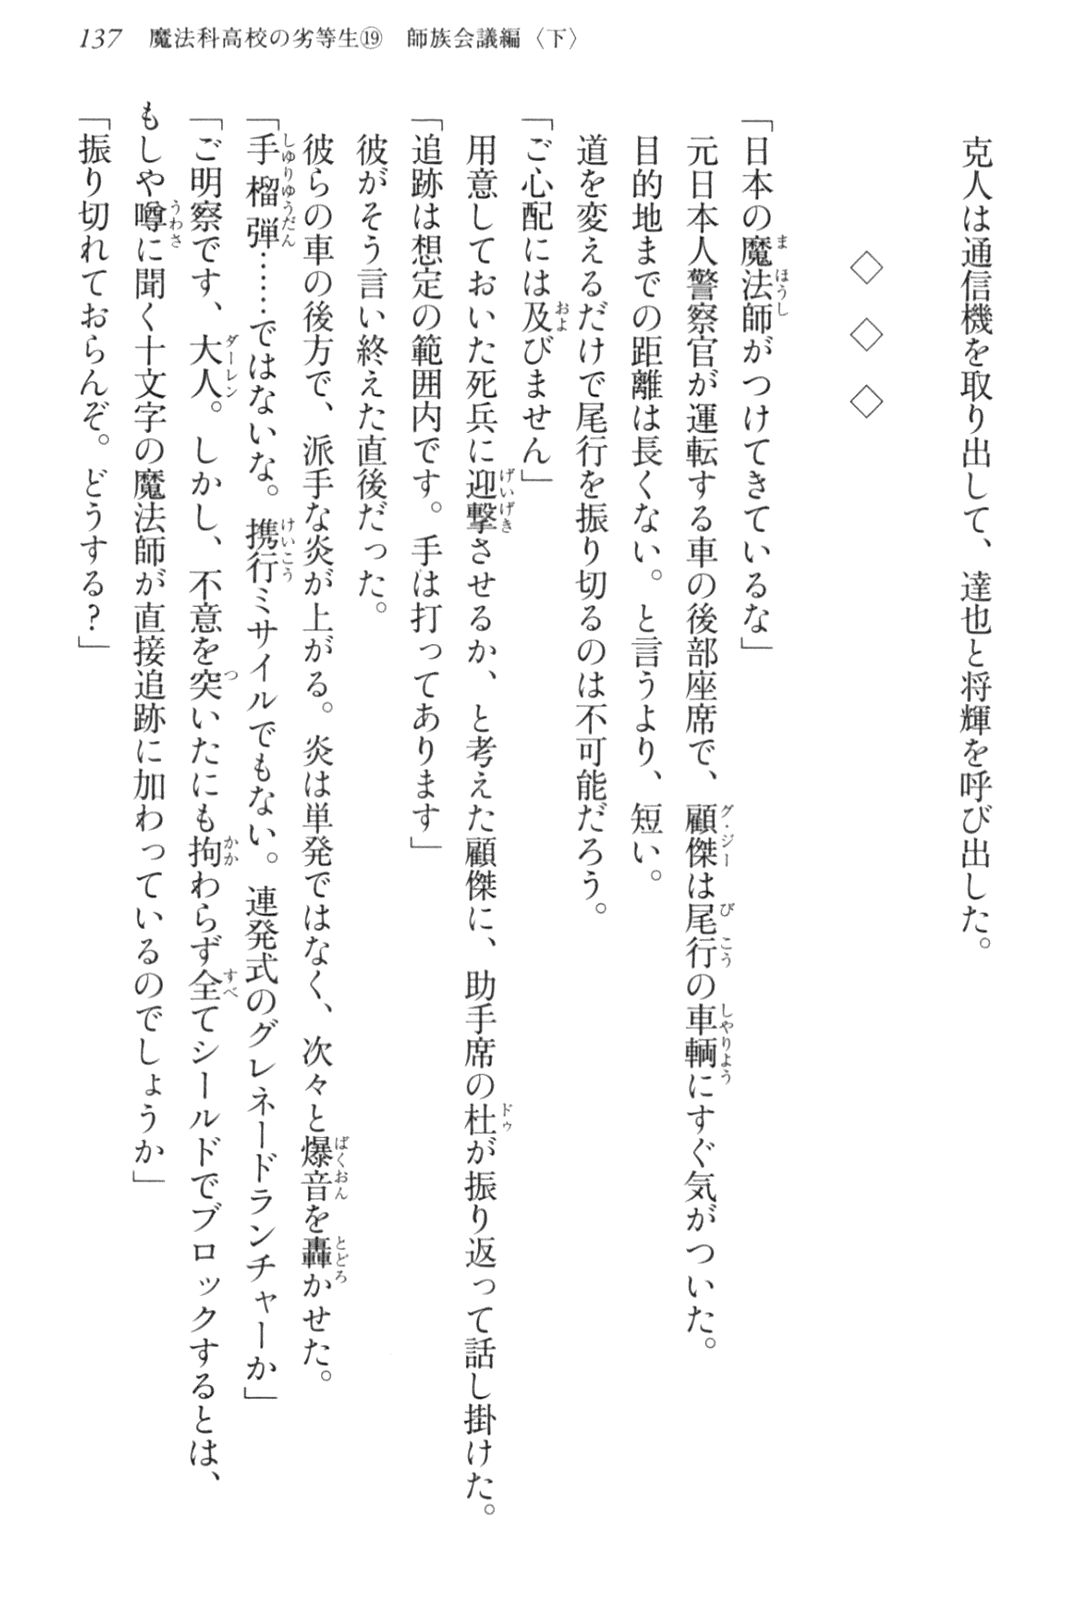 137 魔法科高校の劣等生⑲ 師族会議編〈下〉
克人は通信機を取り出して、達也と将輝を呼び出した。
◇ ◇ ◇
「日本の魔法師がつけてきているな」
元日本人警察官が運転する車の後部座席で、顧傑は尾行の車輌にすぐ気がついた。
目的地までの距離は長くない。と言うより、短い。
道を変えるだけで尾行を振り切るのは不可能だろう。
「ご心配には及びません」
用意しておいた死兵に迎撃させるか、と考えた顧傑に、助手席の杜が振り返って話し掛けた。
「追跡は想定の範囲内です。手は打ってあります」
彼がそう言い終えた直後だった。
彼らの車の後方で、派手な炎が上がる。炎は単発ではなく、次々と爆音を轟かせた。
「手榴弾……ではないな。携行ミサイルでもない。連発式のグレネードランチャーか」
「ご明察です、大人。しかし、不意を突いたにも拘わらず全てシールドでブロックするとは、
もしや噂に聞く十文字の魔法師が直接追跡に加わっているのでしょうか」
「振り切れておらんぞ。どうする?」